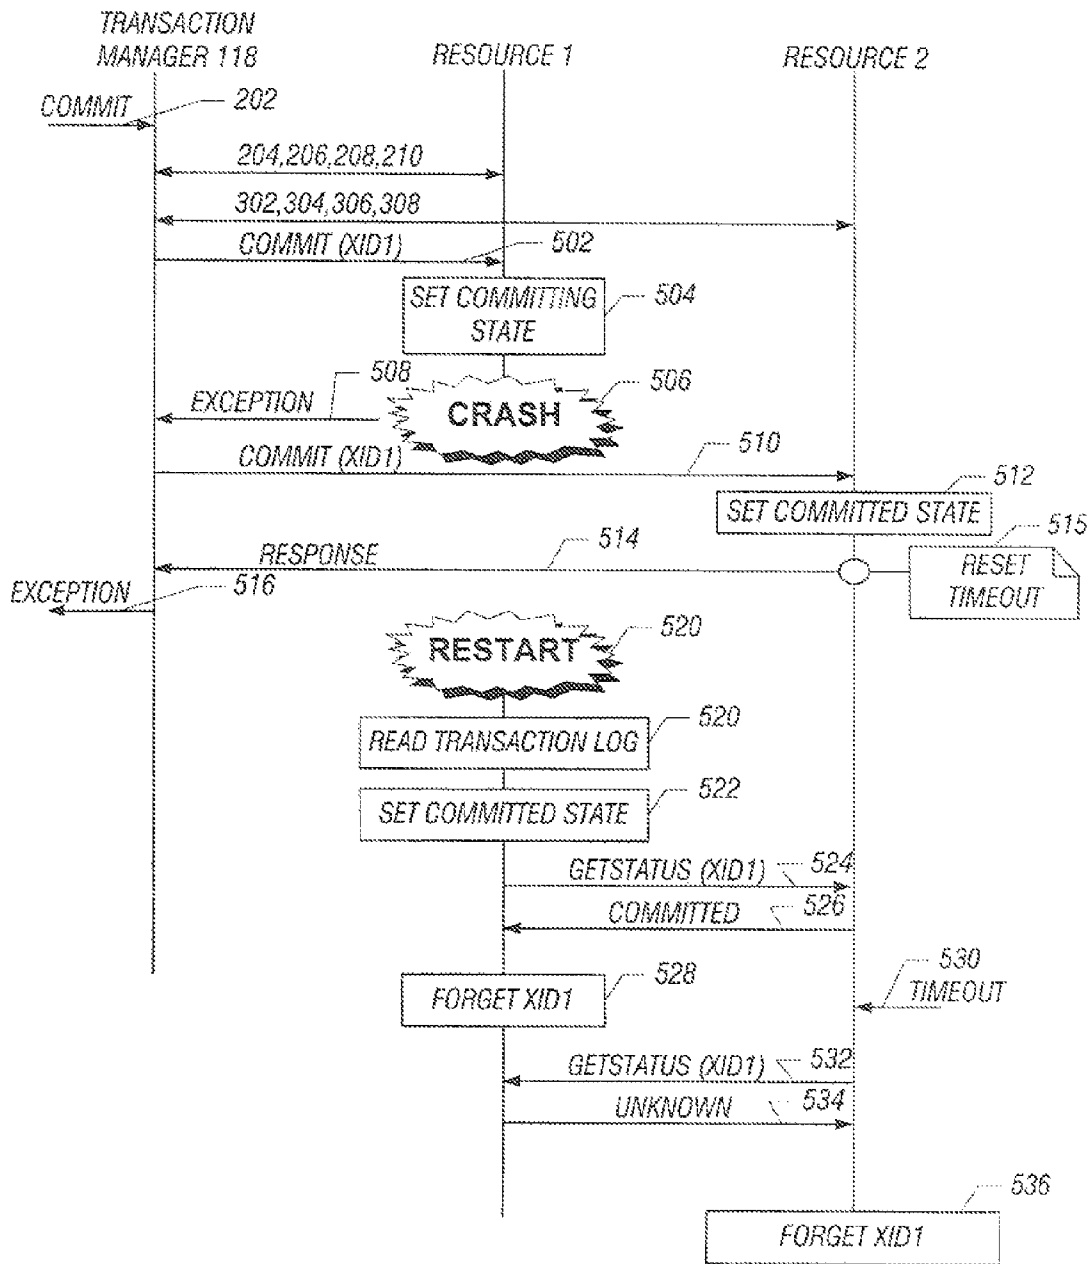 TRANSACTION
MANAGER 118
RESOURCE 1
RESOURCE 2
COMMIT
202
204,206,208,210
302,304,306,308
COMMIT (XID1)
502
SET COMMITTING
STATE
504
508
506
EXCEPTION
CRASH
COMMIT (XID1)
510
512
SET COMMITTED STATE
515
RESPONSE
514
RESET
TIMEOUT
EXCEPTION
516
RESTART
520
READ TRANSACTION LOG
520
SET COMMITTED STATE
522
GETSTATUS (XID1)
524
COMMITTED
526
FORGET XID1
528
530
TIMEOUT
GETSTATUS (XID1)
532
UNKNOWN
534
536
FORGET XID1